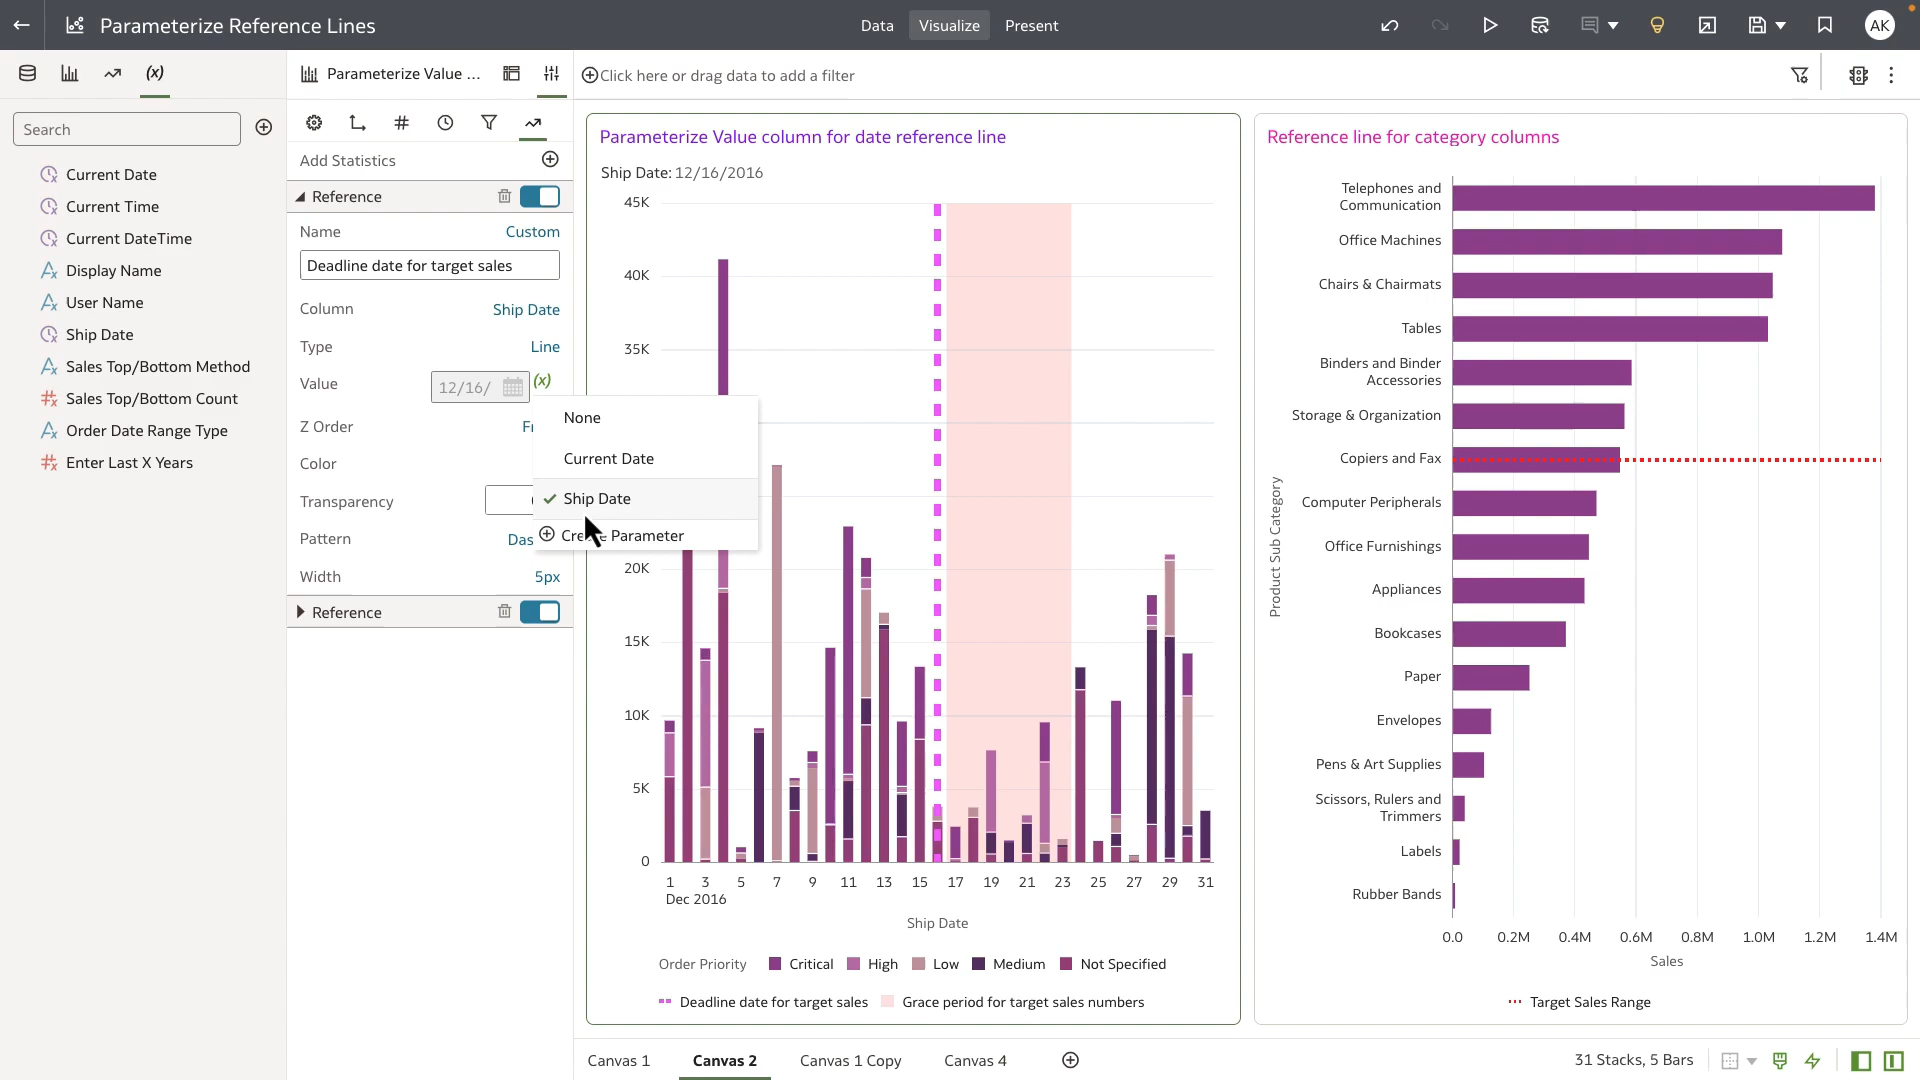 Parameterize Reference Lines
Data Visualize Present
AK
Search
Current Date
Current Time
Current DateTime
Display Name
User Name
Ship Date
Sales Top/Bottom Method
Sales Top/Bottom Count
Order Date Range Type
Enter Last X Years
Parameterize Value ...
Add Statistics
Reference
Name Custom
Deadline date for target sales
Column Ship Date
Type Line
Value 12/16/ (x)
Z Order
Color
Transparency
Pattern
Width 5px
Reference
None
Current Date
Ship Date
Parameter
Click here or drag data to add a filter
Parameterize Value column for date reference line
Ship Date: 12/16/2016
45K
40K
35K
20K
15K
10K
5K
0
1 3 5 7 9 11 13 15 17 19 21 23 25 27 29 31
Dec 2016
Ship Date
Order Priority Critical High Low Medium Not Specified
Deadline date for target sales Grace period for target sales numbers
Reference line for category columns
Product Sub Category
Telephones and
Communication
Office Machines
Chairs & Chairmats
Tables
Binders and Binder
Accessories
Storage & Organization
Copiers and Fax
Computer Peripherals
Office Furnishings
Appliances
Bookcases
Paper
Envelopes
Pens & Art Supplies
Scissors, Rulers and
Trimmers
Labels
Rubber Bands
0.0 0.2M 0.4M 0.6M 0.8M 1.0M 1.2M 1.4M
Sales
Target Sales Range
Canvas 1 Canvas 2 Canvas 1 Copy Canvas 4
31 Stacks, 5 Bars